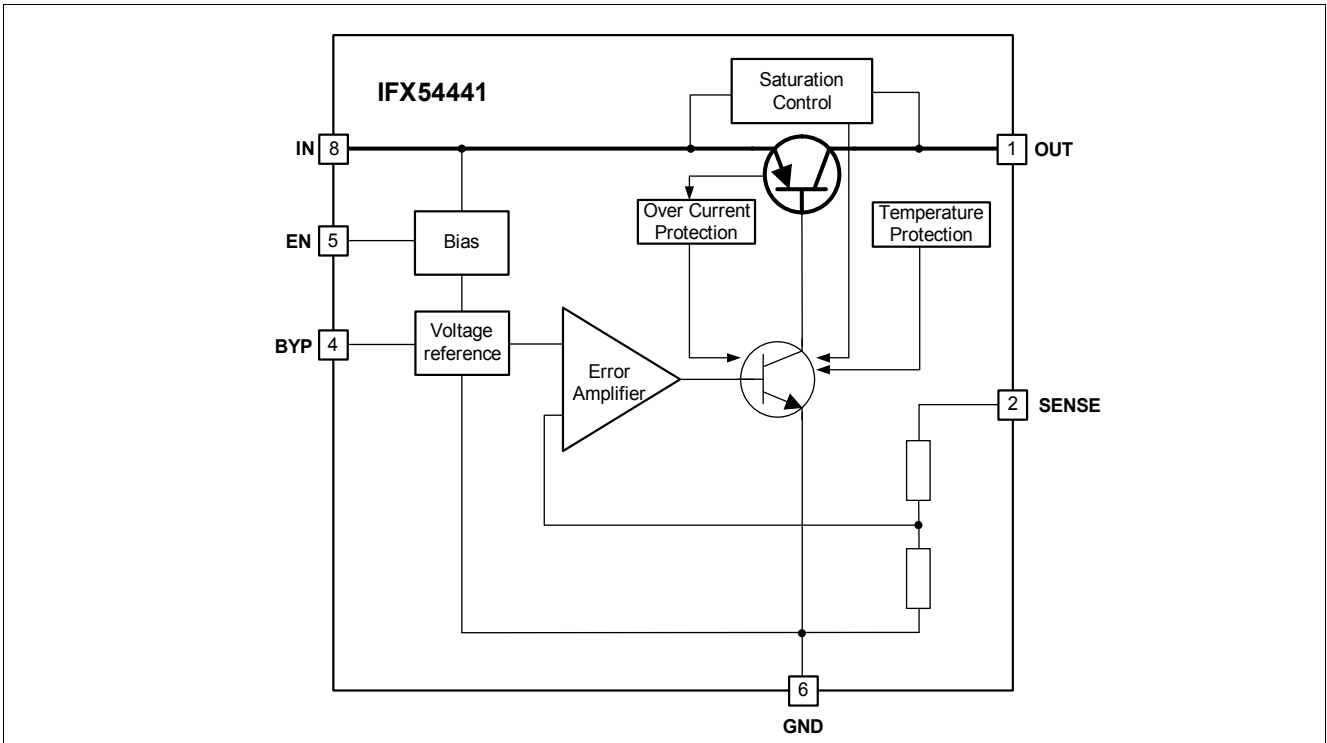 IFX54441
Saturation
Control
IN 8
1 OUT
Over Current
Protection
Temperature
Protection
EN 5
Bias
BYP 4
Voltage
reference
Error
Amplifier
2 SENSE
6
GND